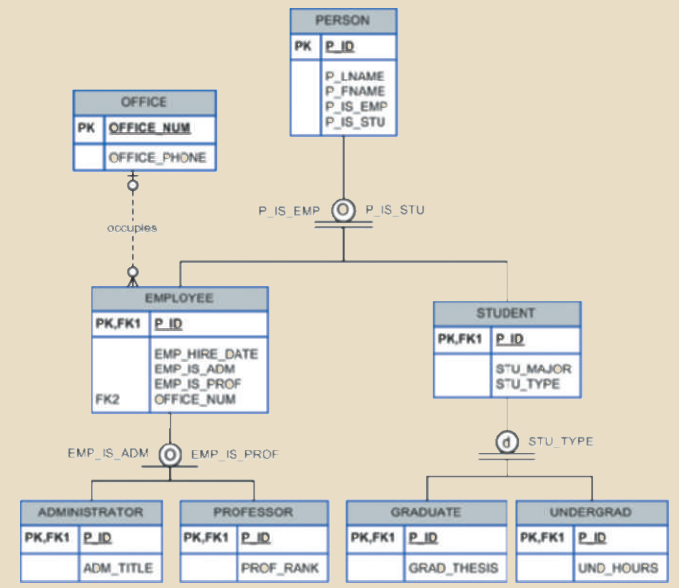 PERSON
PK P_ID
P_LNAME
P_FNAME
P_IS_EMP
P_IS_STU
OFFICE
PK OFFICE_NUM
OFFICE_PHONE
P_IS_EMP O P_IS_STU
occupies
EMPLOYEE
PK,FK1 P_ID
EMP_HIRE_DATE
EMP_IS_ADM
EMP_IS_PROF
FK2 OFFICE_NUM
STUDENT
PK,FK1 P_ID
STU_MAJOR
STU_TYPE
EMP_IS_ADM O EMP_IS_PROF
d STU_TYPE
ADMINISTRATOR
PK,FK1 P_ID
ADM_TITLE
PROFESSOR
PK,FK1 P_ID
PROF_RANK
GRADUATE
PK,FK1 P_ID
GRAD_THESIS
UNDERGRAD
PK,FK1 P_ID
UND_HOURS